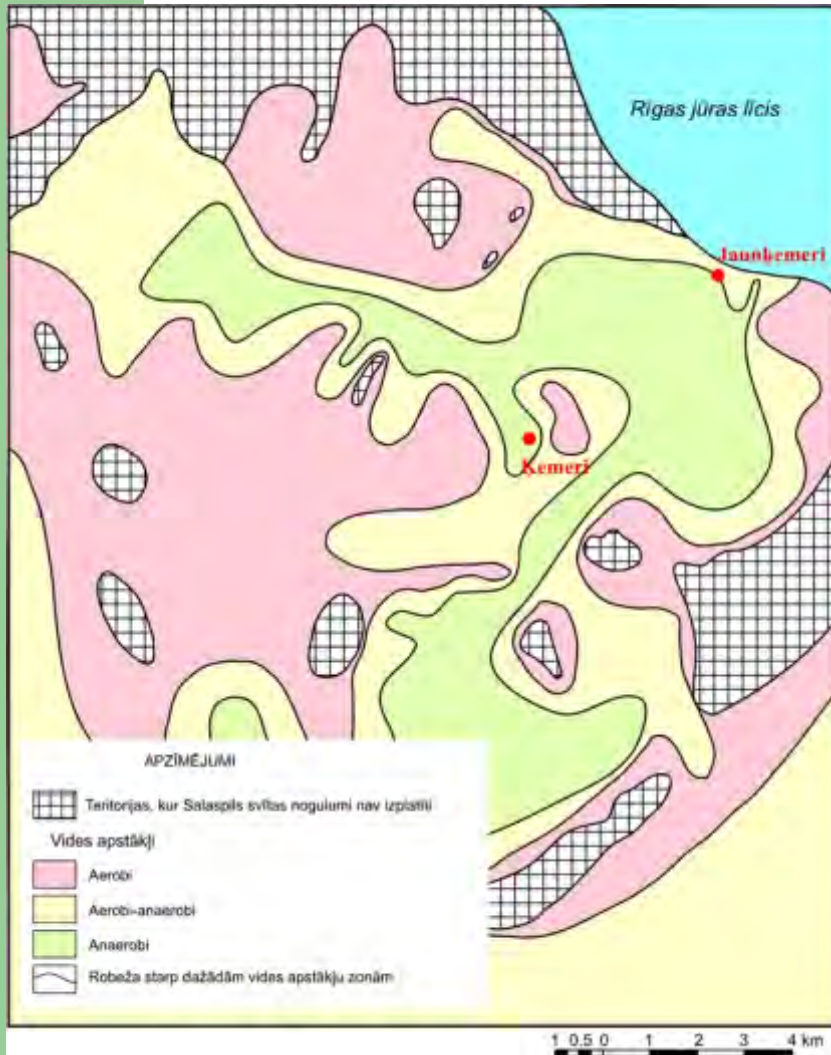 Rīgas jūras līcis
Jaunķemeri
Ķemeri
APZĪMĒJUMI
Teritorijas, kur Salaspils svītas nogulumi nav izplatīti
Vides apstākļi
Aerobi
Aerobi-anaerobi
Anaerobi
Robeža starp dažādām vides apstākļu zonām
1 0.5 0 1 2 3 4 km